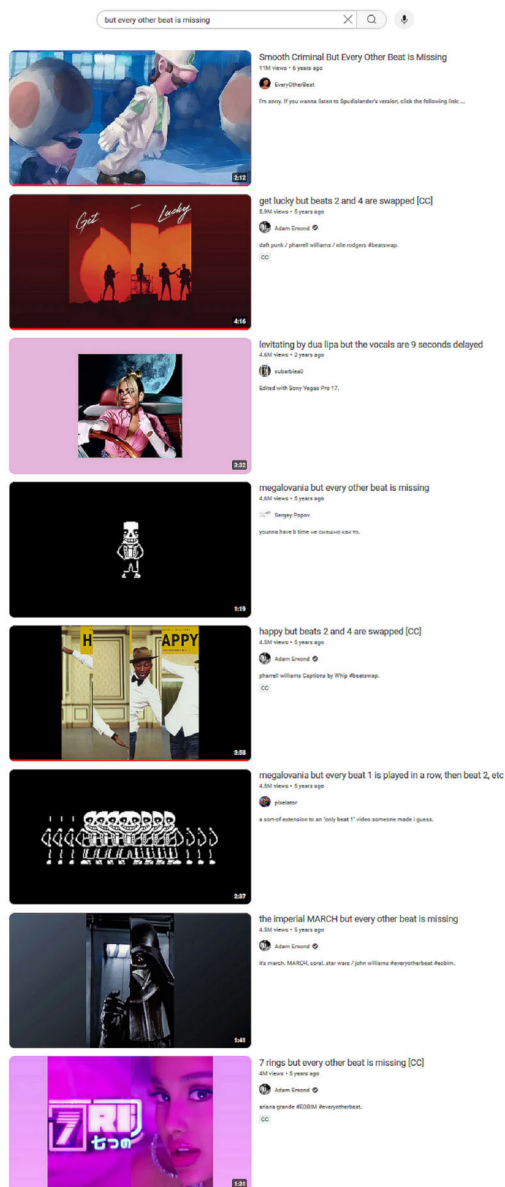 but every other beat is missing
Smooth Criminal But Every Other Beat is Missing
11M views • 6 years ago
EveryOtherBeat
I'm sorry. If you wanna listen to Spudislander's version, click the following link:...
2:12
Get Lucky
get lucky but beats 2 and 4 are swapped [CC]
5.9M views • 5 years ago
Adam Emond
daft punk / pharrell williams / nile rodgers #beatswap.
CC
4:16
levitating by dua lipa but the vocals are 9 seconds delayed
4.6M views • 2 years ago
Edited with Sony Vegas Pro 17.
3:32
megalovania but every other beat is missing
4.6M views • 5 years ago
Sergey Popov
younna have b time не смешно как то.
1:19
H APPY
happy but beats 2 and 4 are swapped [CC]
4.5M views • 5 years ago
Adam Emond
pharrell williams Captions by Whip #beatswap.
CC
3:58
megalovania but every beat 1 is played in a row, then beat 2, etc
4.5M views • 5 years ago
pixelator
a sort-of extension to an "only beat 1" video someone made i guess.
2:37
the imperial MARCH but every other beat is missing
4.5M views • 5 years ago
Adam Emond
it's march. MARCH, coral. star wars / john williams #everyotherbeat #eobim.
1:41
7 RI
七つの
7 rings but every other beat is missing [CC]
4M views • 5 years ago
Adam Emond
ariana grande #EOBIM #everyotherbeat.
CC
1:31